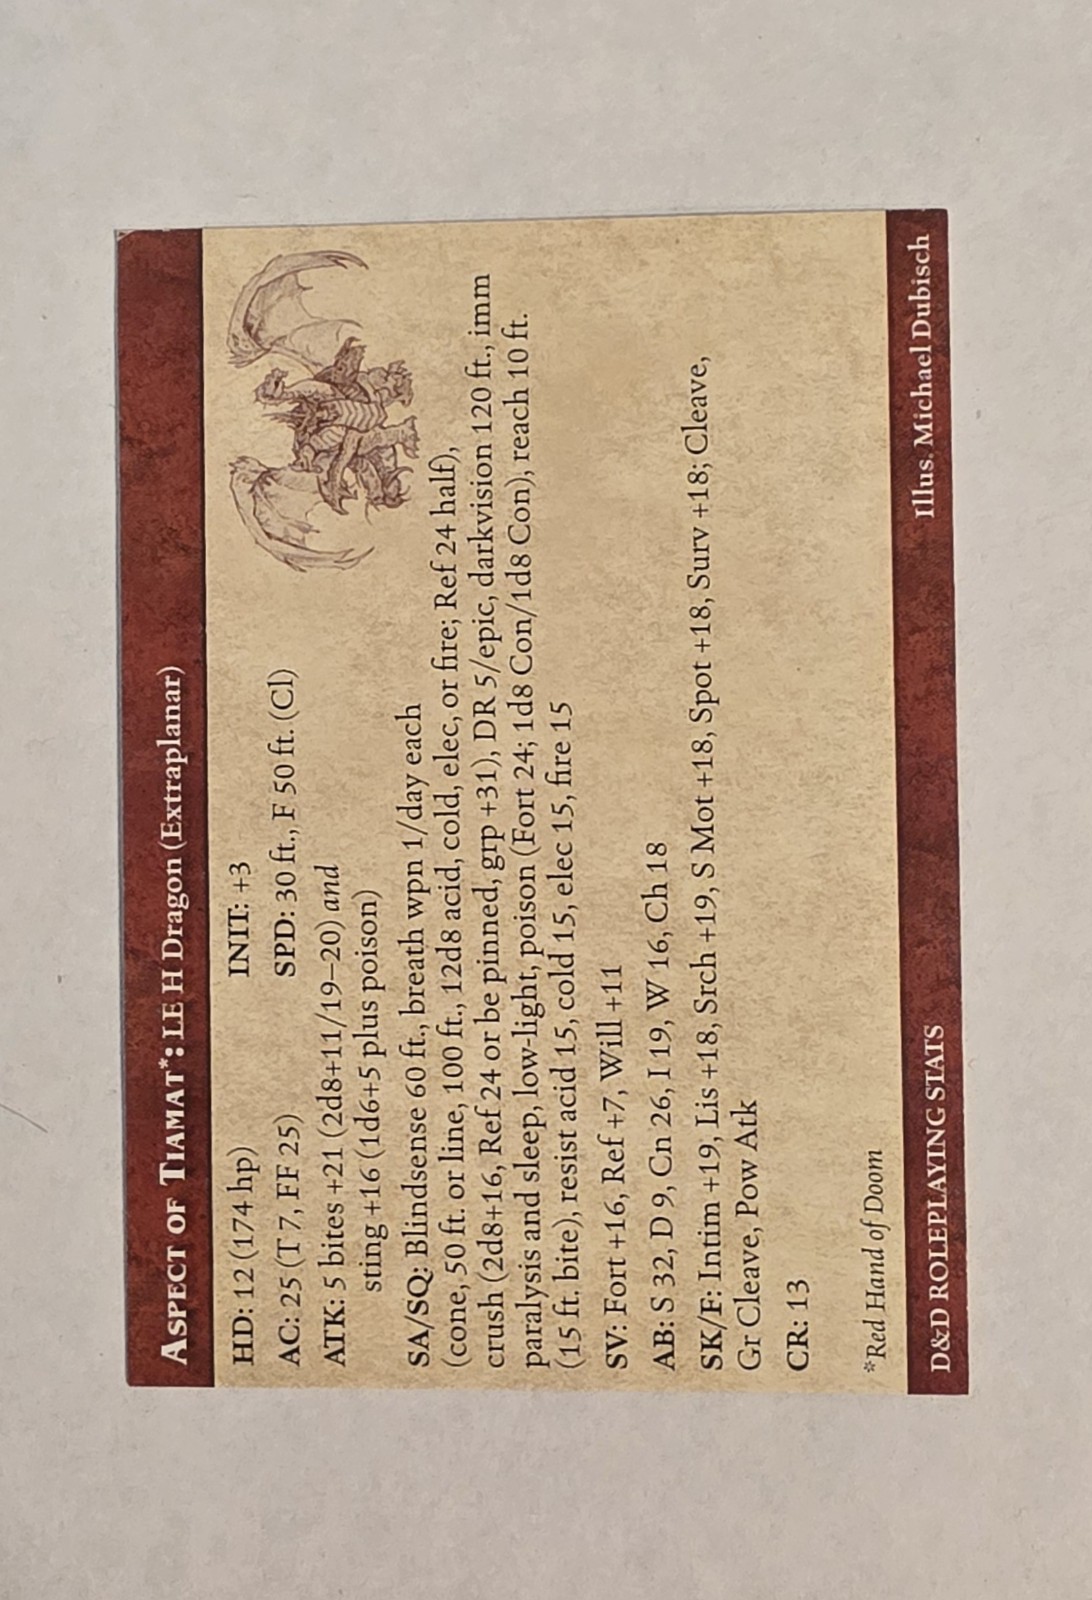 ASPECT OF TIAMAT*: LE H Dragon (Extraplanar)
HD: 12 (174 hp) INIT: +3
AC: 25 (T 7, FF 25) SPD: 30 ft., F 50 ft. (Cl)
ATK: 5 bites +21 (2d8+11/19–20) and
sting +16 (1d6+5 plus poison)
SA/SQ: Blindsense 60 ft., breath wpn 1/day each
(cone, 50 ft. or line, 100 ft., 12d8 acid, cold, elec, or fire; Ref 24 half),
crush (2d8+16, Ref 24 or be pinned, grp +31), DR 5/epic, darkvision 120 ft., imm
paralysis and sleep, low-light, poison (Fort 24; 1d8 Con/1d8 Con), reach 10 ft.
(15 ft. bite), resist acid 15, cold 15, elec 15, fire 15
SV: Fort +16, Ref +7, Will +11
AB: S 32, D 9, Cn 26, I 19, W 16, Ch 18
SK/F: Intim +19, Lis +18, Srch +19, S Mot +18, Spot +18, Surv +18; Cleave,
Gr Cleave, Pow Atk
CR: 13
*Red Hand of Doom
D&D ROLEPLAYING STATS Illus. Michael Dubisch